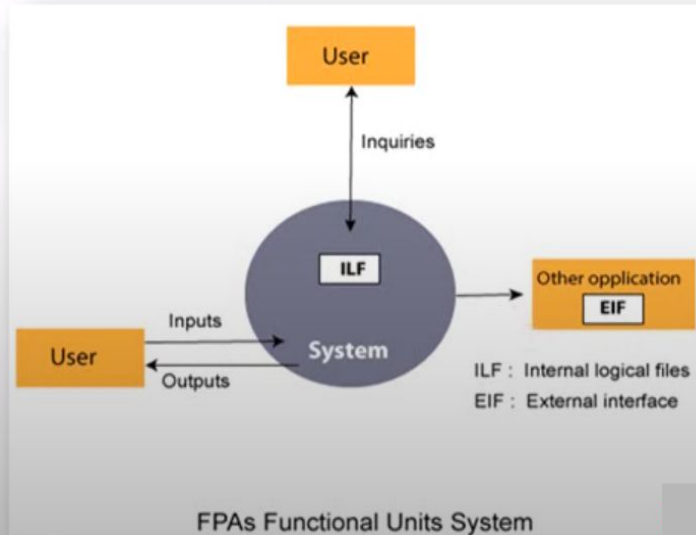 User
Inquiries
ILF
Other opplication
EIF
Inputs
User
System
Outputs
ILF : Internal logical files
EIF : External interface
FPAs Functional Units System